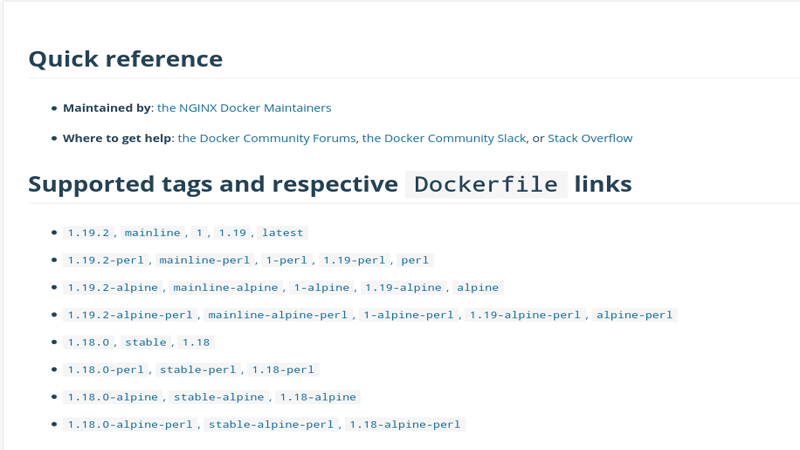 Quick reference
• Maintained by: the NGINX Docker Maintainers
• Where to get help: the Docker Community Forums, the Docker Community Slack, or Stack Overflow
Supported tags and respective Dockerfile links
• 1.19.2, mainline, 1, 1.19, latest
• 1.19.2-perl, mainline-perl, 1-perl, 1.19-perl, perl
• 1.19.2-alpine, mainline-alpine, 1-alpine, 1.19-alpine, alpine
• 1.19.2-alpine-perl, mainline-alpine-perl, 1-alpine-perl, 1.19-alpine-perl, alpine-perl
• 1.18.0, stable, 1.18
• 1.18.0-perl, stable-perl, 1.18-perl
• 1.18.0-alpine, stable-alpine, 1.18-alpine
• 1.18.0-alpine-perl, stable-alpine-perl, 1.18-alpine-perl